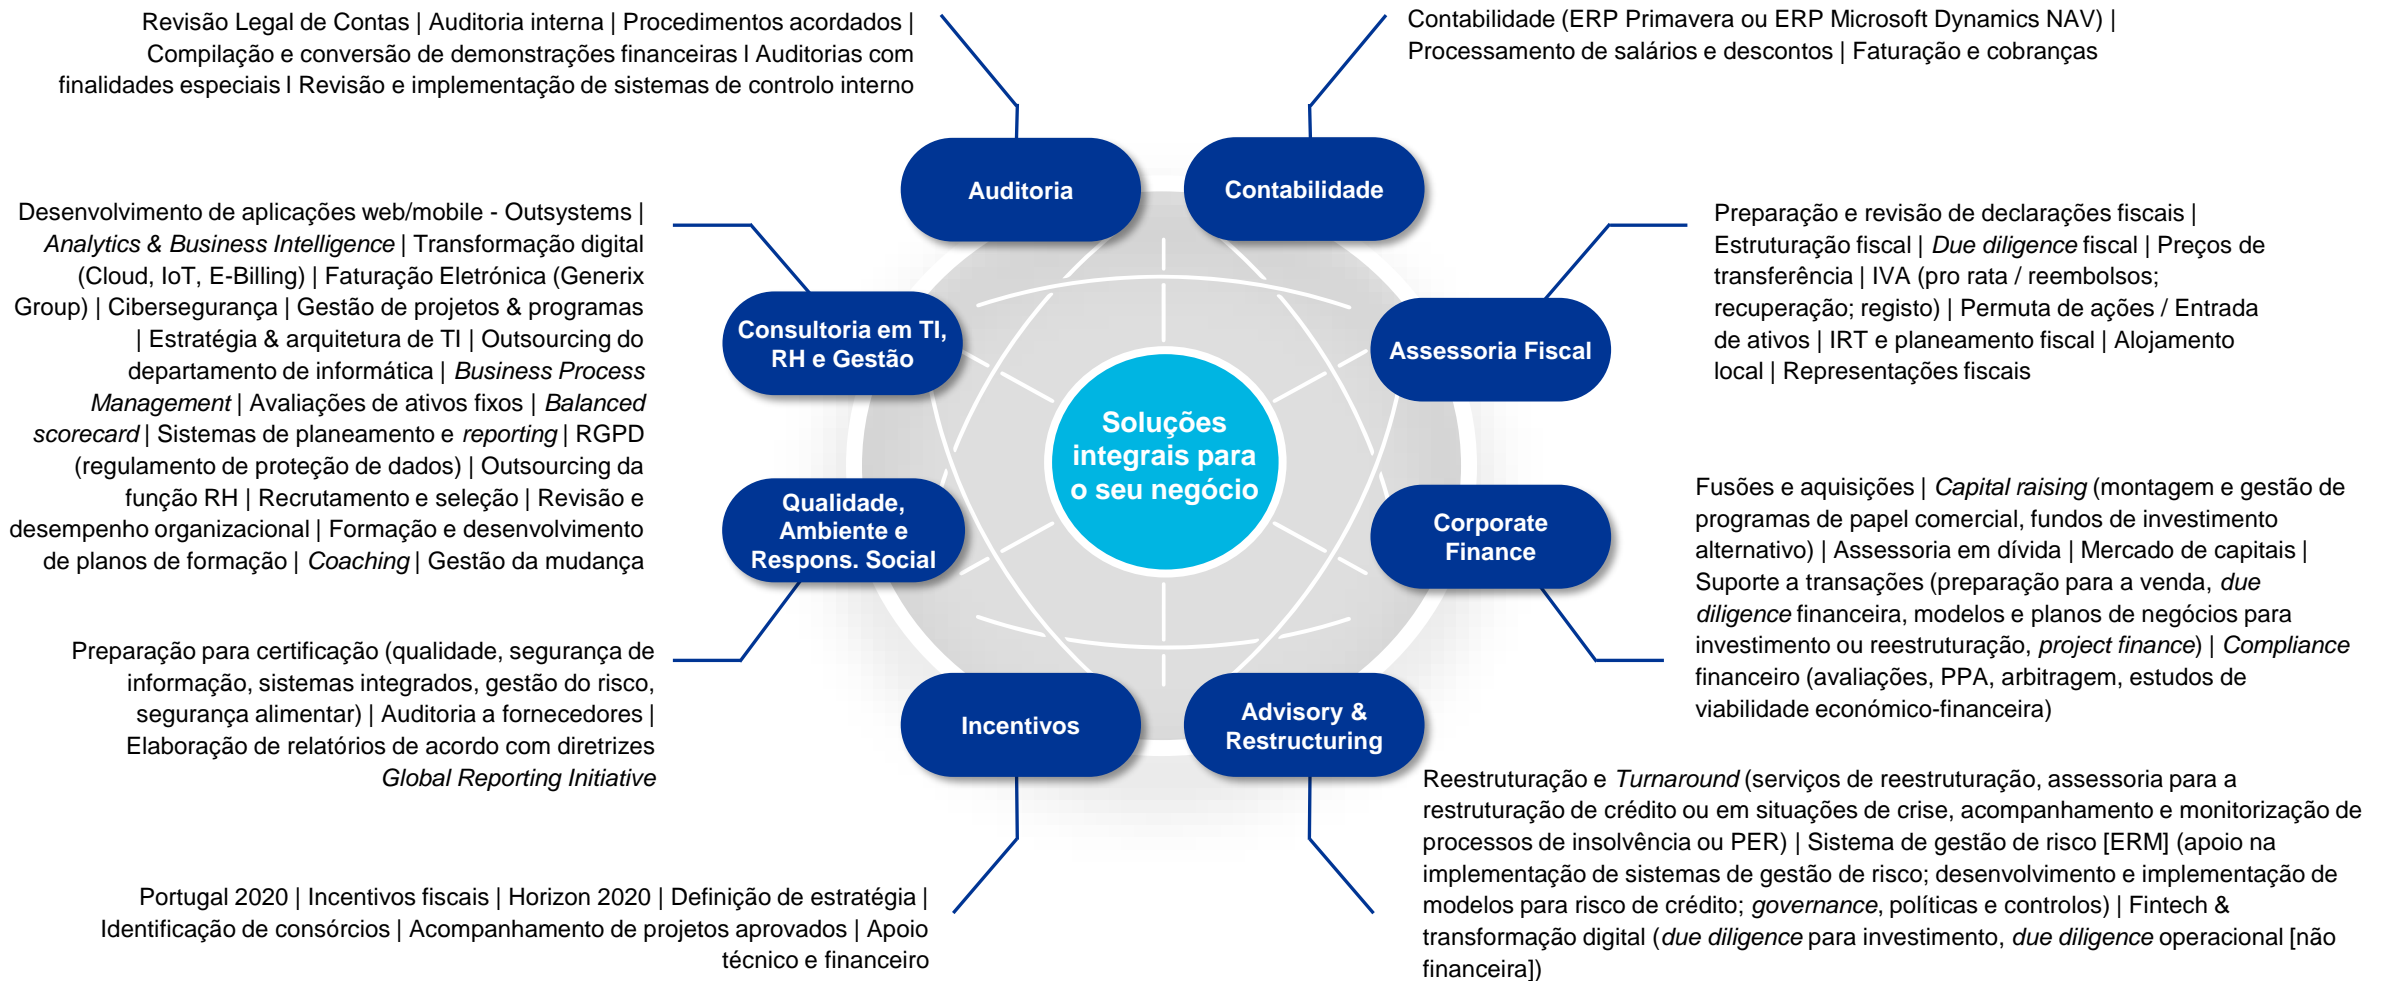 Revisão Legal de Contas | Auditoria interna | Procedimentos acordados |
Compilação e conversão de demonstrações financeiras I Auditorias com
finalidades especiais I Revisão e implementação de sistemas de controlo interno
Contabilidade (ERP Primavera ou ERP Microsoft Dynamics NAV) |
Processamento de salários e descontos | Faturação e cobranças
Auditoria
Contabilidade
Desenvolvimento de aplicações web/mobile - Outsystems |
Analytics & Business Intelligence | Transformação digital
(Cloud, IoT, E-Billing) | Faturação Eletrónica (Generix
Group) | Cibersegurança | Gestão de projetos & programas
| Estratégia & arquitetura de TI | Outsourcing do
departamento de informática | Business Process
Management | Avaliações de ativos fixos | Balanced
scorecard | Sistemas de planeamento e reporting | RGPD
(regulamento de proteção de dados) | Outsourcing da
função RH | Recrutamento e seleção | Revisão e
desempenho organizacional | Formação e desenvolvimento
de planos de formação | Coaching | Gestão da mudança
Consultoria em TI,
RH e Gestão
Assessoria Fiscal
Preparação e revisão de declarações fiscais |
Estruturação fiscal | Due diligence fiscal | Preços de
transferência | IVA (pro rata / reembolsos;
recuperação; registo) | Permuta de ações / Entrada
de ativos | IRT e planeamento fiscal | Alojamento
local | Representações fiscais
Soluções
integrais para
o seu negócio
Qualidade,
Ambiente e
Respons. Social
Corporate
Finance
Fusões e aquisições | Capital raising (montagem e gestão de
programas de papel comercial, fundos de investimento
alternativo) | Assessoria em dívida | Mercado de capitais |
Suporte a transações (preparação para a venda, due
diligence financeira, modelos e planos de negócios para
investimento ou reestruturação, project finance) | Compliance
financeiro (avaliações, PPA, arbitragem, estudos de
viabilidade económico-financeira)
Preparação para certificação (qualidade, segurança de
informação, sistemas integrados, gestão do risco,
segurança alimentar) | Auditoria a fornecedores |
Elaboração de relatórios de acordo com diretrizes
Global Reporting Initiative
Incentivos
Advisory &
Restructuring
Portugal 2020 | Incentivos fiscais | Horizon 2020 | Definição de estratégia |
Identificação de consórcios | Acompanhamento de projetos aprovados | Apoio
técnico e financeiro
Reestruturação e Turnaround (serviços de reestruturação, assessoria para a
restruturação de crédito ou em situações de crise, acompanhamento e monitorização de
processos de insolvência ou PER) | Sistema de gestão de risco [ERM] (apoio na
implementação de sistemas de gestão de risco; desenvolvimento e implementação de
modelos para risco de crédito; governance, políticas e controlos) | Fintech &
transformação digital (due diligence para investimento, due diligence operacional [não
financeira])